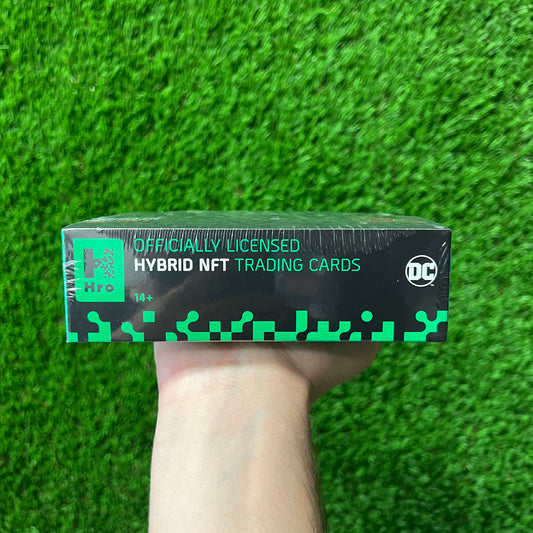 Hro
OFFICIALLY LICENSED
HYBRID NFT TRADING CARDS
14+
DC